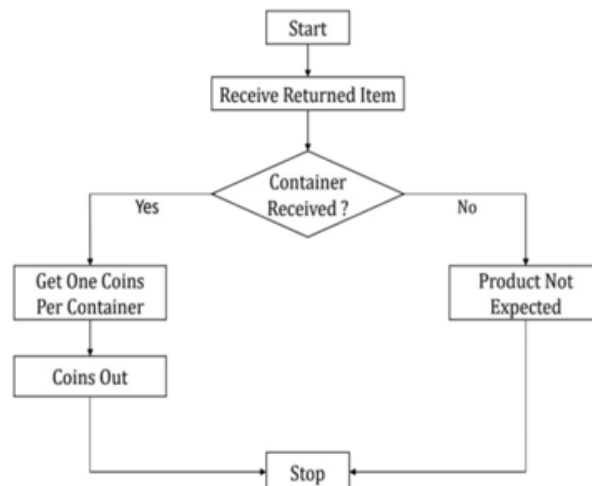 Start
Receive Returned Item
Container
Received ?
Yes
No
Get One Coins
Per Container
Product Not
Expected
Coins Out
Stop